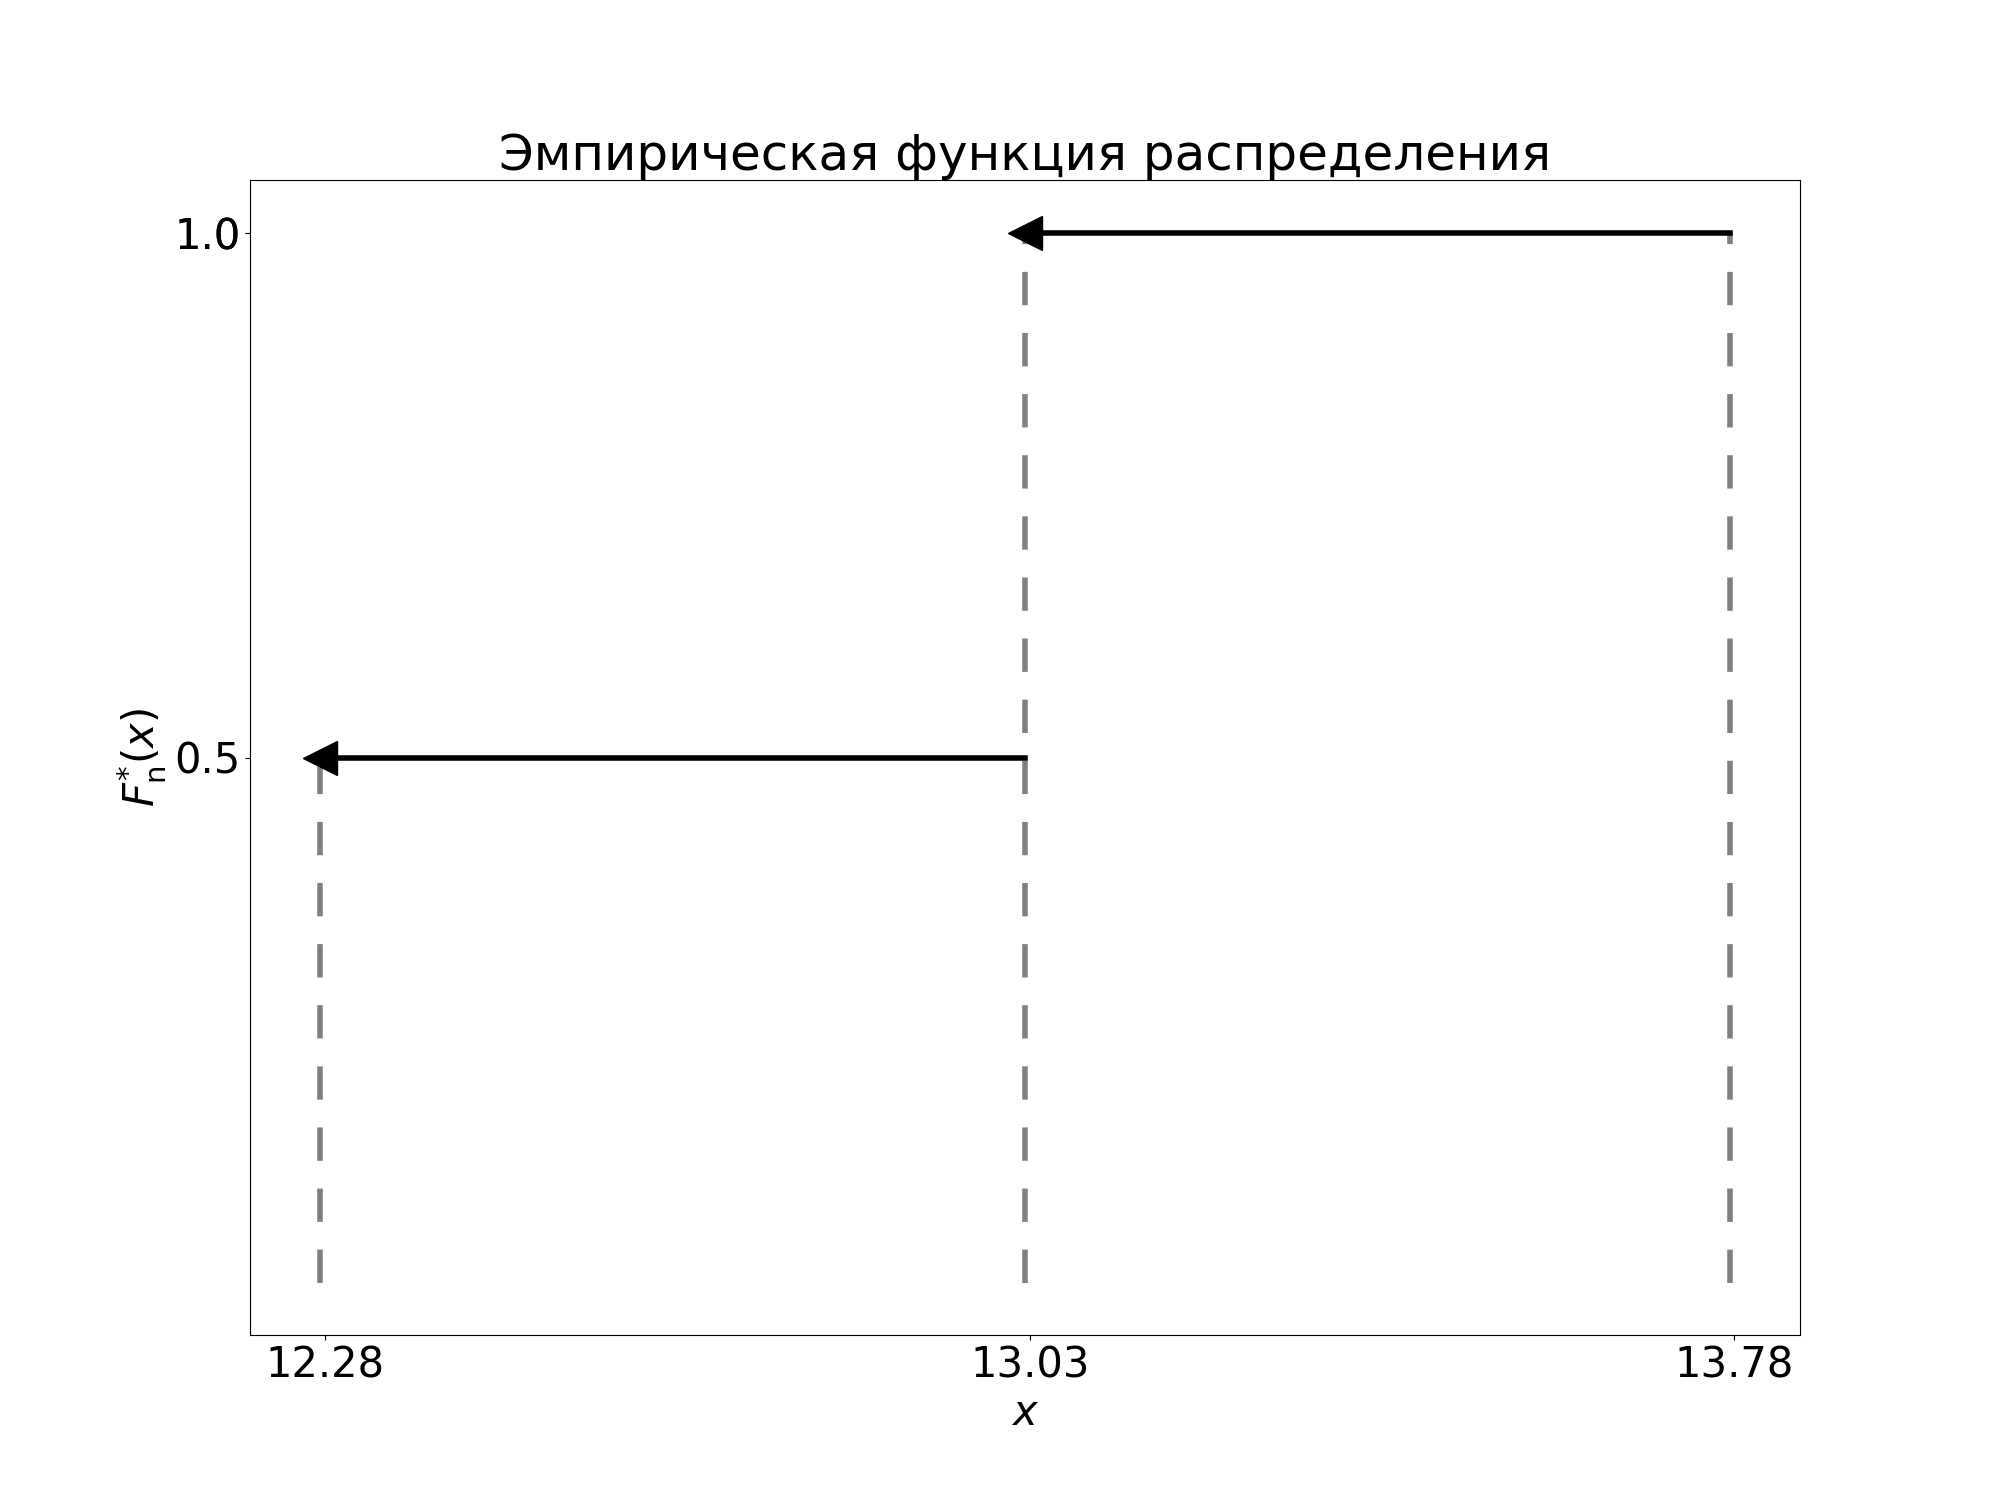 Эмпирическая функция распределения
1.0
0.5
F*n(x)
12.28 13.03 13.78
x